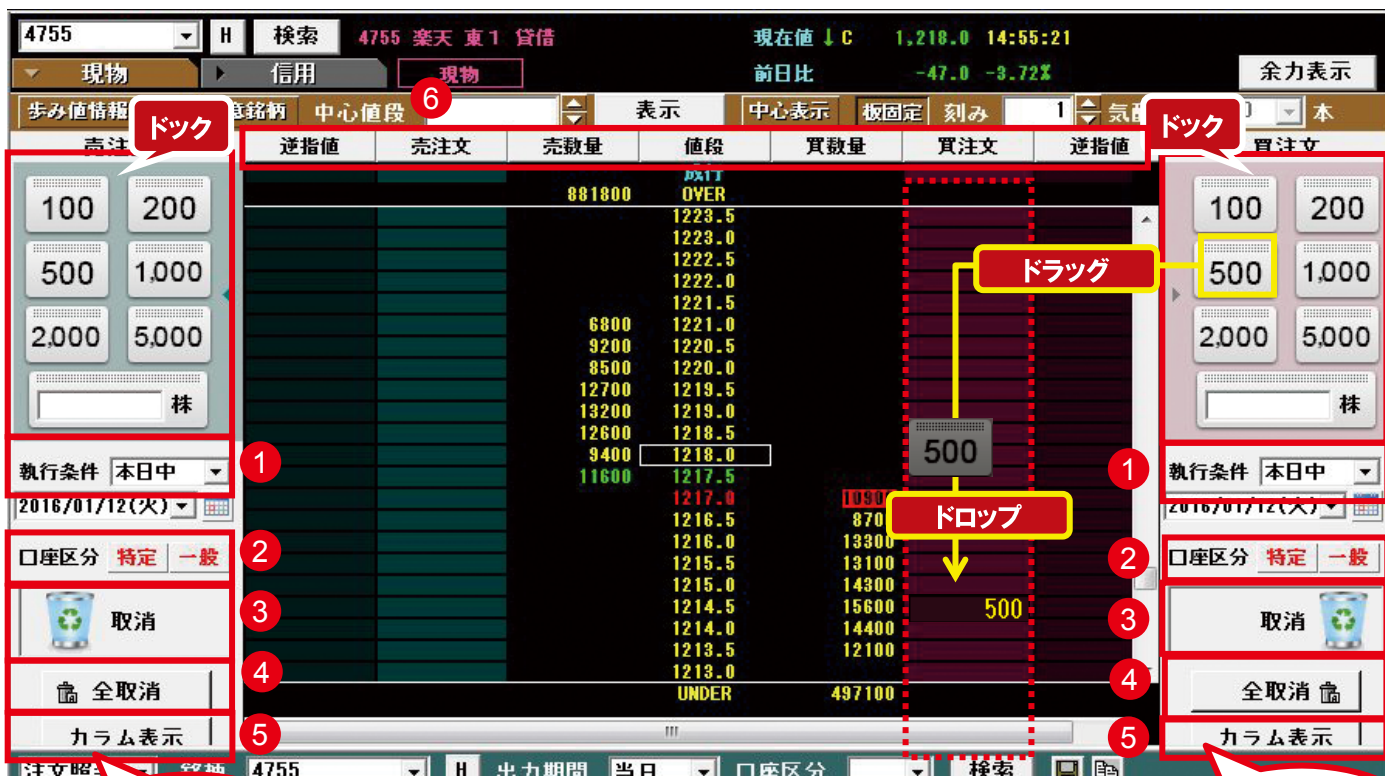 4755 H 検索 4755 楽天 東1 貸借 現在値 ↓ C 1,218.0 14:55:21
現物 信用 現物 前日比 -47.0 -3.72% 余力表示
歩み値情報 銘柄 中心値段 6 表示 中心表示 板固定 刻み 1 本
ドック
ドック
逆指値 売注文 売数量 値段 買数量 買注文 逆指値 買注文
成行
881800 OVER
1223.5
1223.0
1222.5
1222.0
1221.5
6800 1221.0
9200 1220.5
8500 1220.0
12700 1219.5
13200 1219.0
12600 1218.5
9400 1218.0
11600 1217.5
1217.0
1216.5
1216.0 13300
1215.5 13100
1215.0 14300
1214.5 15600 500
1214.0 14400
1213.5 12100
1213.0
UNDER 497100
100 200
500 1,000
2,000 5,000
株
1
執行条件 本日中
2016/01/12(火)
2
口座区分 特定 一般
3
取消
4
全取消
5
カラム表示
ドラッグ
500
ドロップ
100 200
500 1,000
2,000 5,000
株
1
執行条件 本日中
2016/01/12(火)
2
口座区分 特定 一般
3
取消
4
全取消
5
カラム表示
4755 H 出力期間 当日 口座区分 検索